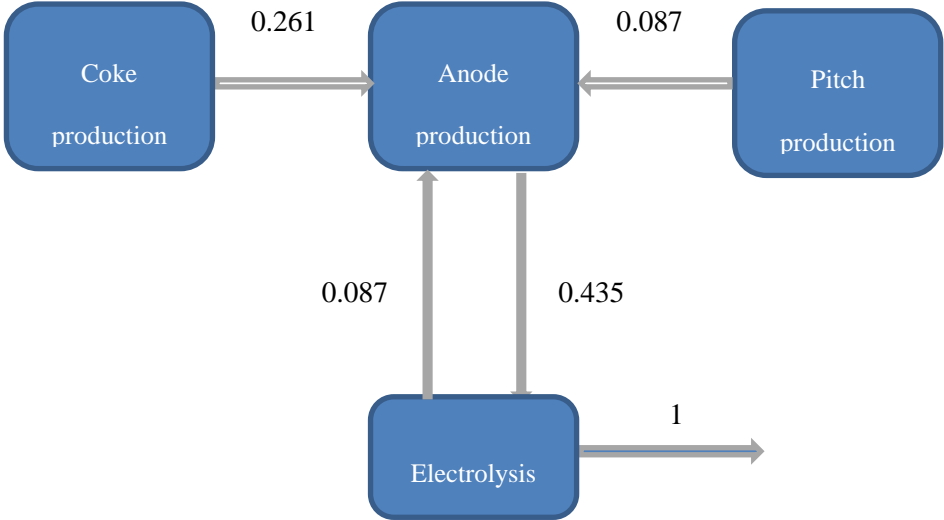 0.261
0.087
Coke
production
Anode
production
Pitch
production
0.087
0.435
1
Electrolysis